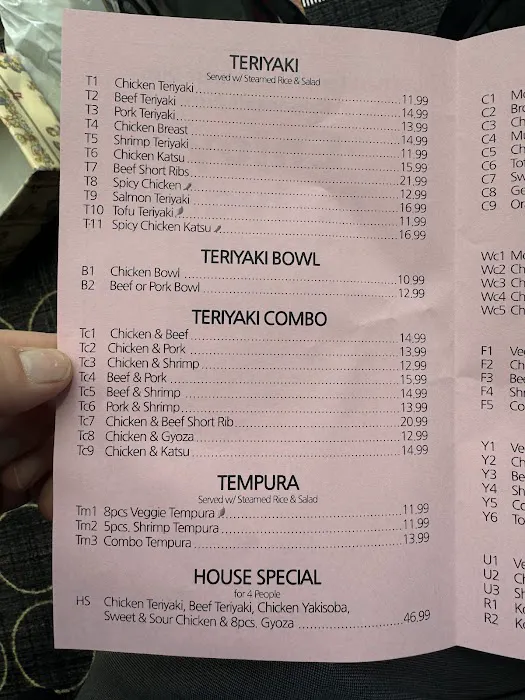 TERIYAKI
Served w/ Steamed Rice & Salad
T1 Chicken Teriyaki 11.99
T2 Beef Teriyaki 14.99
T3 Pork Teriyaki 13.99
T4 Chicken Breast 14.99
T5 Shrimp Teriyaki 11.99
T6 Chicken Katsu 15.99
T7 Beef Short Ribs 21.99
T8 Spicy Chicken 12.99
T9 Salmon Teriyaki 16.99
T10 Tofu Teriyaki 11.99
T11 Spicy Chicken Katsu 16.99
TERIYAKI BOWL
B1 Chicken Bowl 10.99
B2 Beef or Pork Bowl 12.99
TERIYAKI COMBO
Tc1 Chicken & Beef 14.99
Tc2 Chicken & Pork 13.99
Tc3 Chicken & Shrimp 12.99
Tc4 Beef & Pork 15.99
Tc5 Beef & Shrimp 14.99
Tc6 Pork & Shrimp 13.99
Tc7 Chicken & Beef Short Rib 20.99
Tc8 Chicken & Gyoza 12.99
Tc9 Chicken & Katsu 14.99
TEMPURA
Served w/ Steamed Rice & Salad
Tm1 8pcs Veggie Tempura 11.99
Tm2 5pcs. Shrimp Tempura 11.99
Tm3 Combo Tempura 13.99
HOUSE SPECIAL
for 4 People
HS Chicken Teriyaki, Beef Teriyaki, Chicken Yakisoba,
Sweet & Sour Chicken & 8pcs. Gyoza 46.99
C1
C2
C3
C4
C5
C6
C7
C8
C9
Wc1
Wc2
Wc3
Wc4
Wc5
F1
F2
F3
F4
F5
Y1
Y2
Y3
Y4
Y5
Y6
U1
U2
U3
R1
R2